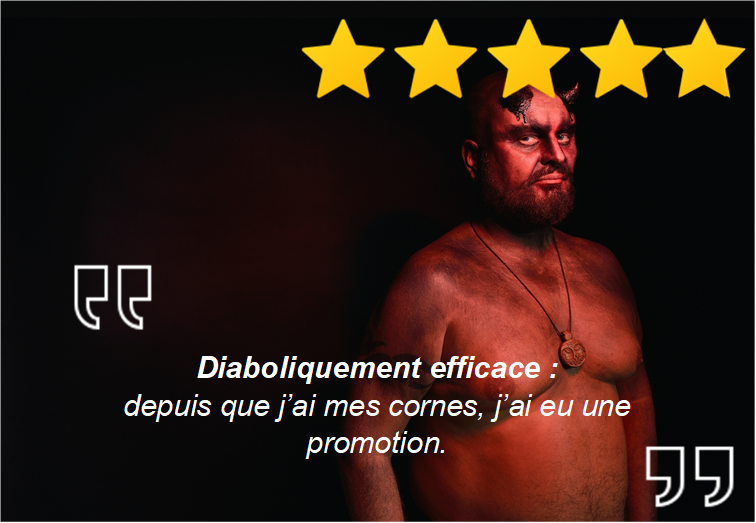 Diaboliquement efficace :
depuis que j’ai mes cornes, j’ai eu une
promotion.